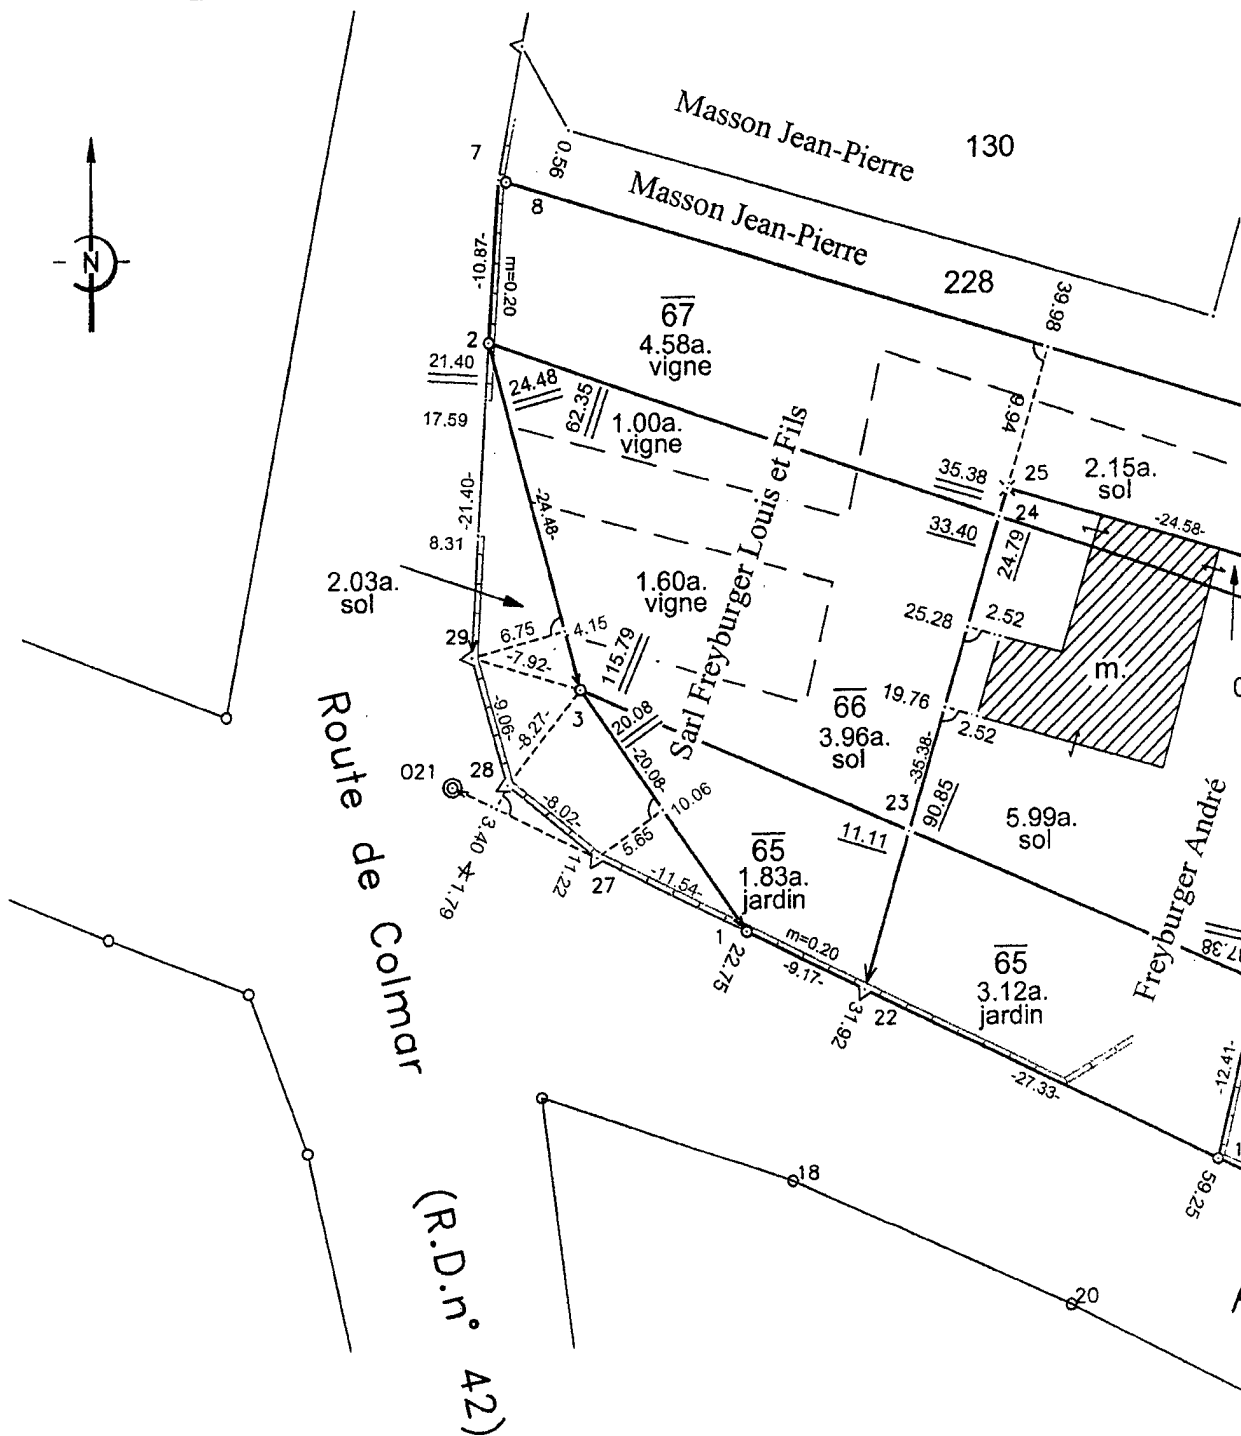 Masson Jean-Pierre
130
7
0.56
Masson Jean-Pierre
8
N
228
39.98
-10.87-
m=0.20
67
4.58a.
vigne
2
21.40
24.48
62.35
9.94
17.59
1.00a.
vigne
Sarl Freyburger Louis et Fils
35.38
25
2.15a.
sol
-21.40-
-24.48-
33.40
24
24.79
-24.58-
8.31
2.03a.
sol
1.60a.
vigne
25.28
2.52
29
6.75
4.15
-7.92-
115.79
m.
3
20.08
66
3.96a.
sol
19.76
2.52
Route de Colmar
-9.06-
-8.27-
-20.08-
-35.38-
O21
28
-8.02-
10.06
23
90.85
5.99a.
sol
3.40
1.79
5.65
11.22
27
11.11
65
1.83a.
jardin
Freyburger André
-11.54-
1
m=0.20
22.75
-9.17-
65
3.12a.
jardin
37.38
31.92
22
-27.33-
-12.41-
1
59.25
18
(R.D.n° 42)
20